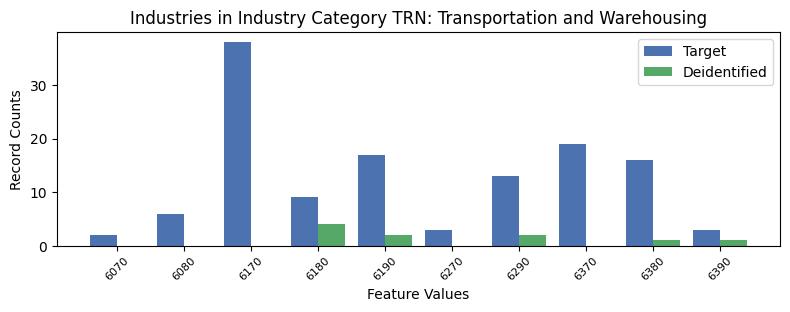 Industries in Industry Category TRN: Transportation and Warehousing
Target
Deidentified
Record Counts
30
20
10
0
6070 6080 6170 6180 6190 6270 6290 6370 6380 6390
Feature Values